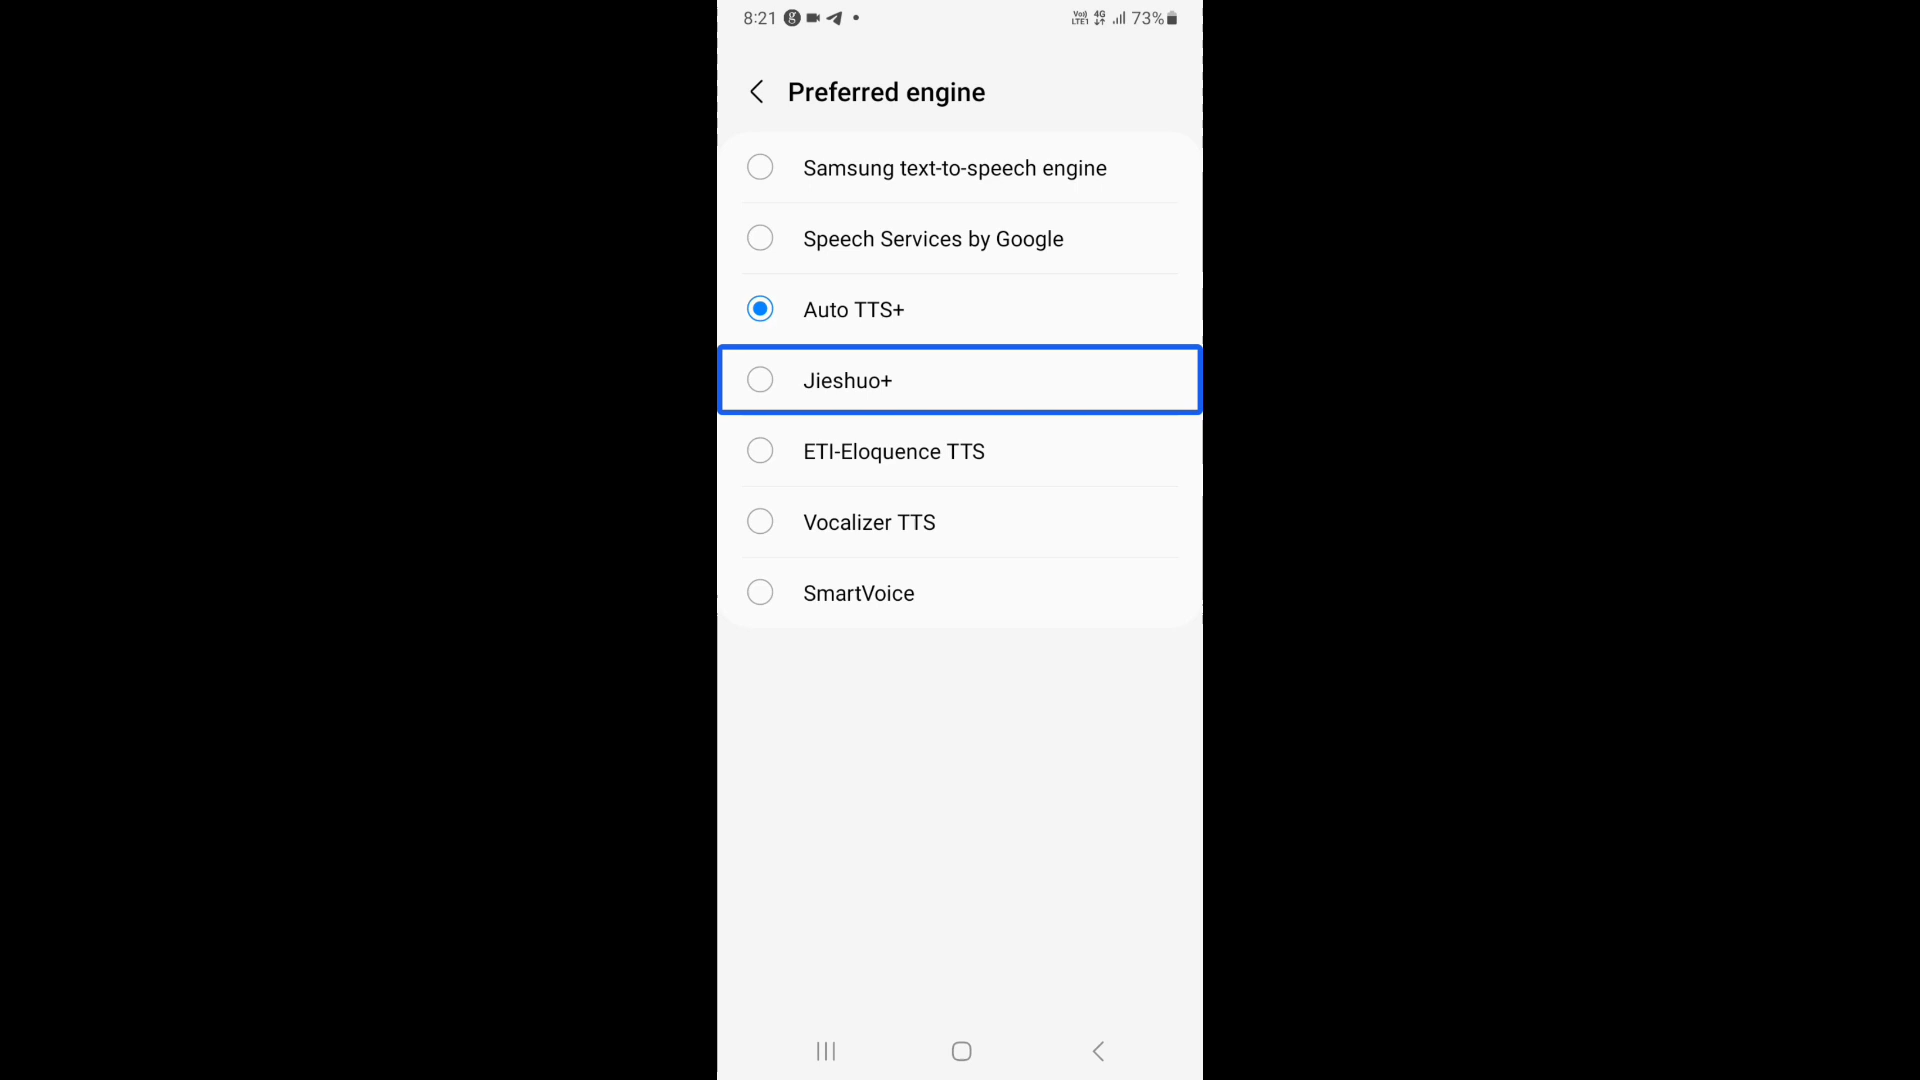 8:21 73%
Preferred engine
Samsung text-to-speech engine
Speech Services by Google
Auto TTS+
Jieshuo+
ETI-Eloquence TTS
Vocalizer TTS
SmartVoice